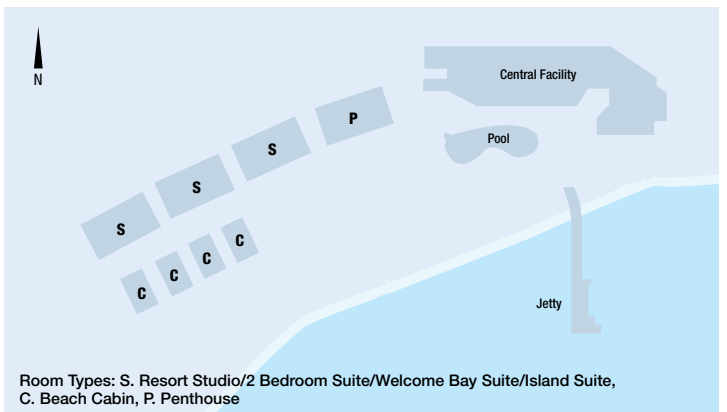 N
Central Facility
P
Pool
S
S
S
C
C
C
C
Jetty
Room Types: S. Resort Studio/2 Bedroom Suite/Welcome Bay Suite/Island Suite,
C. Beach Cabin, P. Penthouse